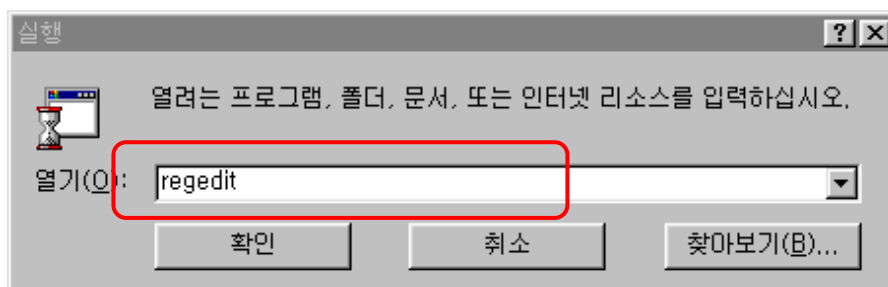 실행
열려는 프로그램, 폴더, 문서, 또는 인터넷 리소스를 입력하십시오.
열기(O): regedit
확인 취소 찾아보기(B)...